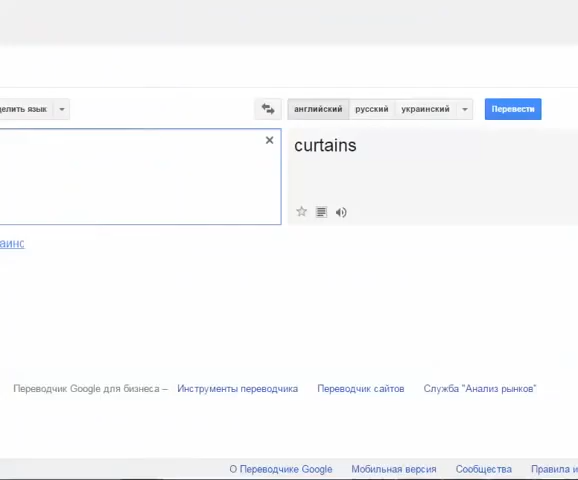 делить язык английский русский украинский Перевести
curtains
аинс
Переводчик Google для бизнеса – Инструменты переводчика Переводчик сайтов Служба "Анализ рынков"
О Переводчике Google Мобильная версия Сообщества Правила и